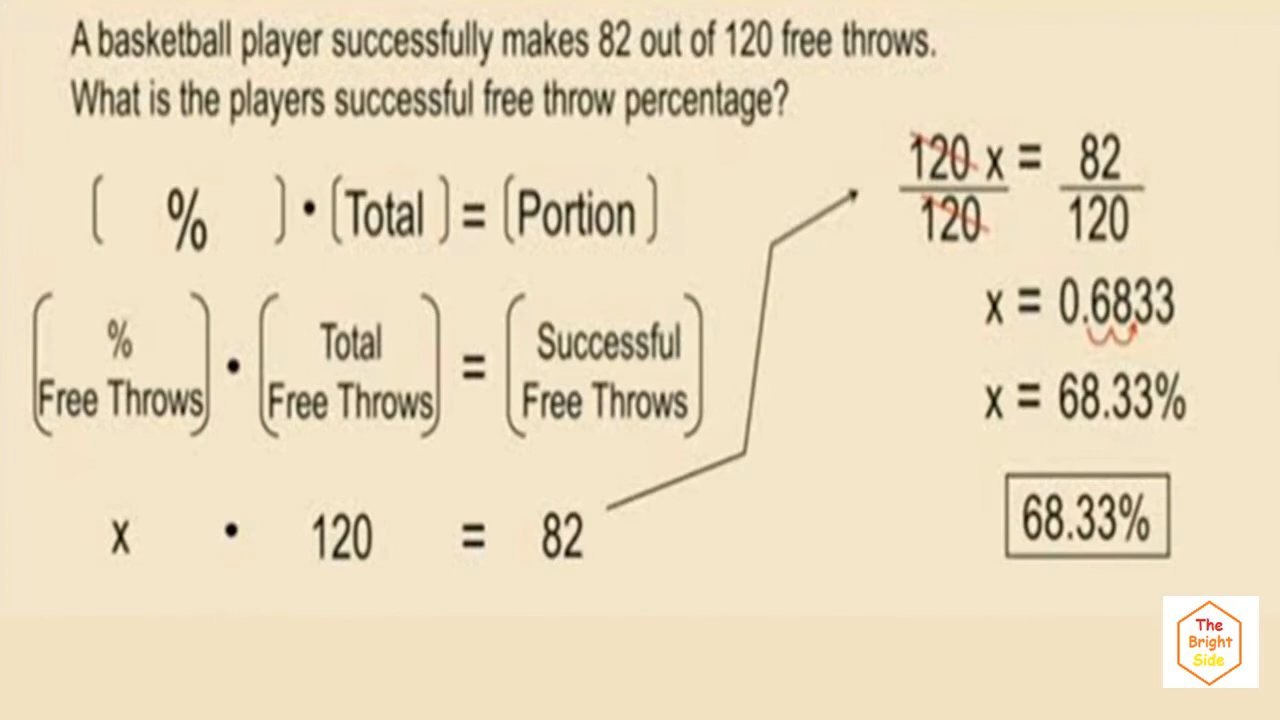 A basketball player successfully makes 82 out of 120 free throws.
What is the players successful free throw percentage?
( % ) • (Total) = (Portion)
% Total Successful
( Free Throws ) • ( Free Throws ) = ( Free Throws )
x • 120 = 82
120 x = 82
120 120
x = 0.6833
x = 68.33%
68.33%
The
Bright
Side